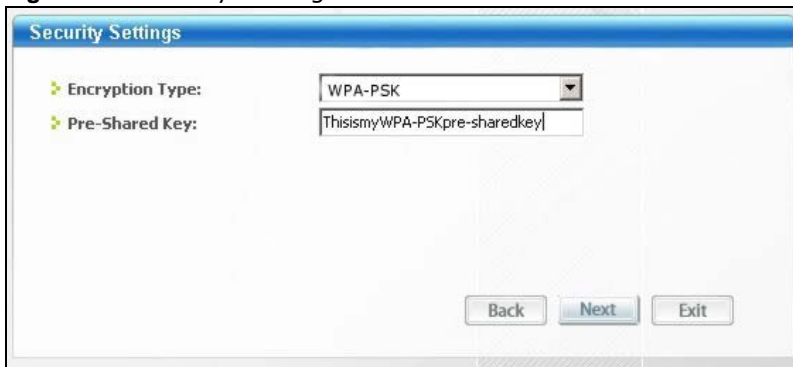 Security Settings
Encryption Type: WPA-PSK
Pre-Shared Key: ThisismyWPA-PSKpre-sharedkey
Back Next Exit